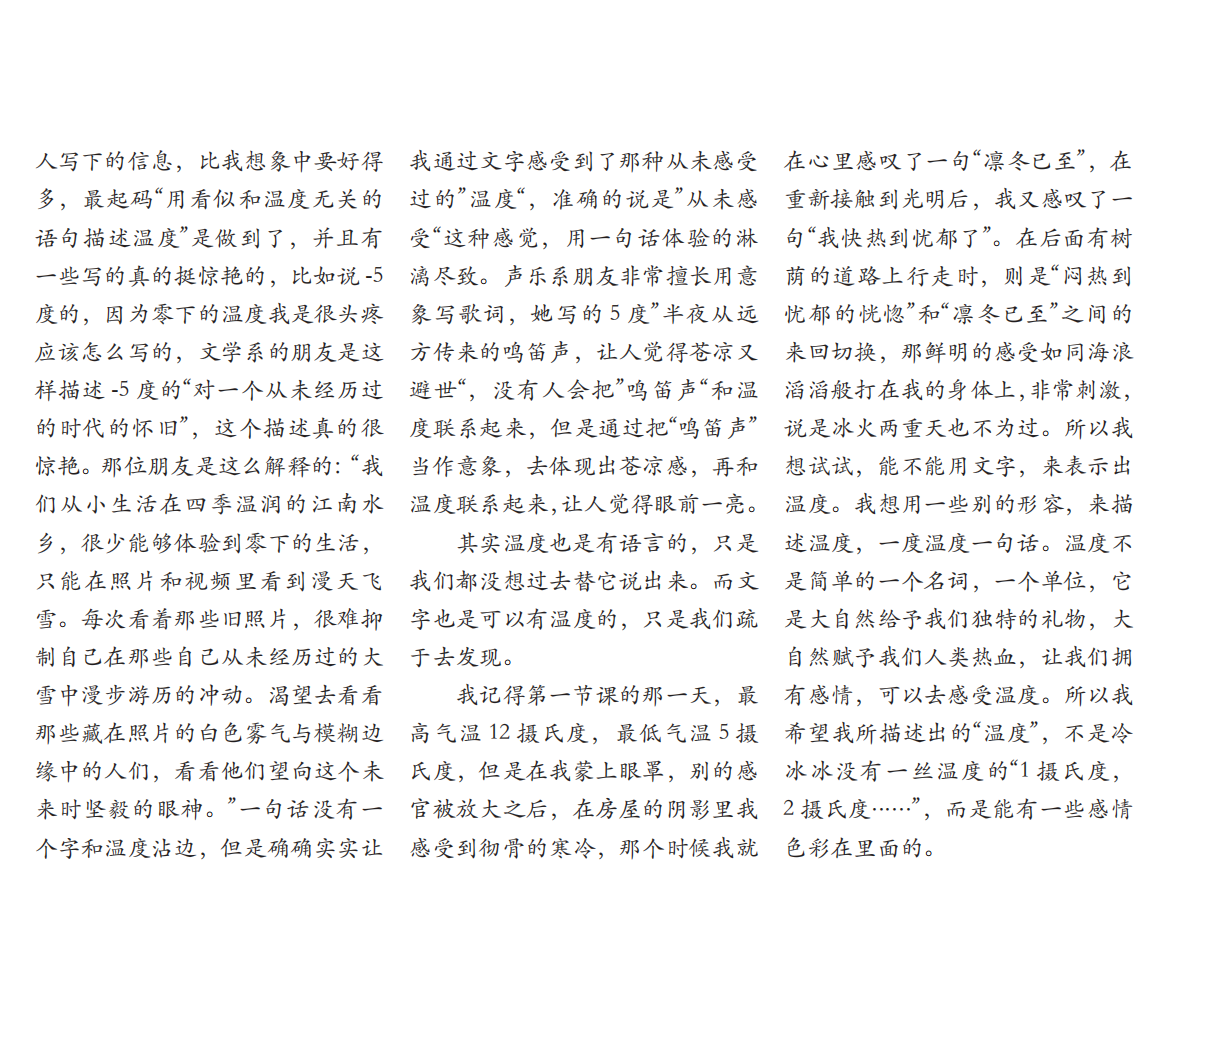 人写下的信息，比我想象中要好得
多，最起码“用看似和温度无关的
语句描述温度”是做到了，并且有
一些写的真的挺惊艳的，比如说 -5
度的，因为零下的温度我是很头疼
应该怎么写的，文学系的朋友是这
样描述 -5 度的“对一个从未经历过
的时代的怀旧”，这个描述真的很
惊艳。那位朋友是这么解释的：“我
们从小生活在四季温润的江南水
乡，很少能够体验到零下的生活，
只能在照片和视频里看到漫天飞
雪。每次看着那些旧照片，很难抑
制自己在那些自己从未经历过的大
雪中漫步游历的冲动。渴望去看看
那些藏在照片的白色雾气与模糊边
缘中的人们，看看他们望向这个未
来时坚毅的眼神。”一句话没有一
个字和温度沾边，但是确确实实让
我通过文字感受到了那种从未感受
过的”温度“，准确的说是”从未感
受“这种感觉，用一句话体验的淋
漓尽致。声乐系朋友非常擅长用意
象写歌词，她写的 5 度”半夜从远
方传来的鸣笛声，让人觉得苍凉又
避世“，没有人会把”鸣笛声“和温
度联系起来，但是通过把“鸣笛声”
当作意象，去体现出苍凉感，再和
温度联系起来，让人觉得眼前一亮。
其实温度也是有语言的，只是
我们都没想过去替它说出来。而文
字也是可以有温度的，只是我们疏
于去发现。
我记得第一节课的那一天，最
高气温 12 摄氏度，最低气温 5 摄
氏度，但是在我蒙上眼罩，别的感
官被放大之后，在房屋的阴影里我
感受到彻骨的寒冷，那个时候我就
在心里感叹了一句“凛冬已至”，在
重新接触到光明后，我又感叹了一
句“我快热到忧郁了”。在后面有树
荫的道路上行走时，则是“闷热到
忧郁的恍惚”和“凛冬已至”之间的
来回切换，那鲜明的感受如同海浪
滔滔般打在我的身体上，非常刺激，
说是冰火两重天也不为过。所以我
想试试，能不能用文字，来表示出
温度。我想用一些别的形容，来描
述温度，一度温度一句话。温度不
是简单的一个名词，一个单位，它
是大自然给予我们独特的礼物，大
自然赋予我们人类热血，让我们拥
有感情，可以去感受温度。所以我
希望我所描述出的“温度”，不是冷
冰冰没有一丝温度的“1 摄氏度，
2 摄氏度……”，而是能有一些感情
色彩在里面的。